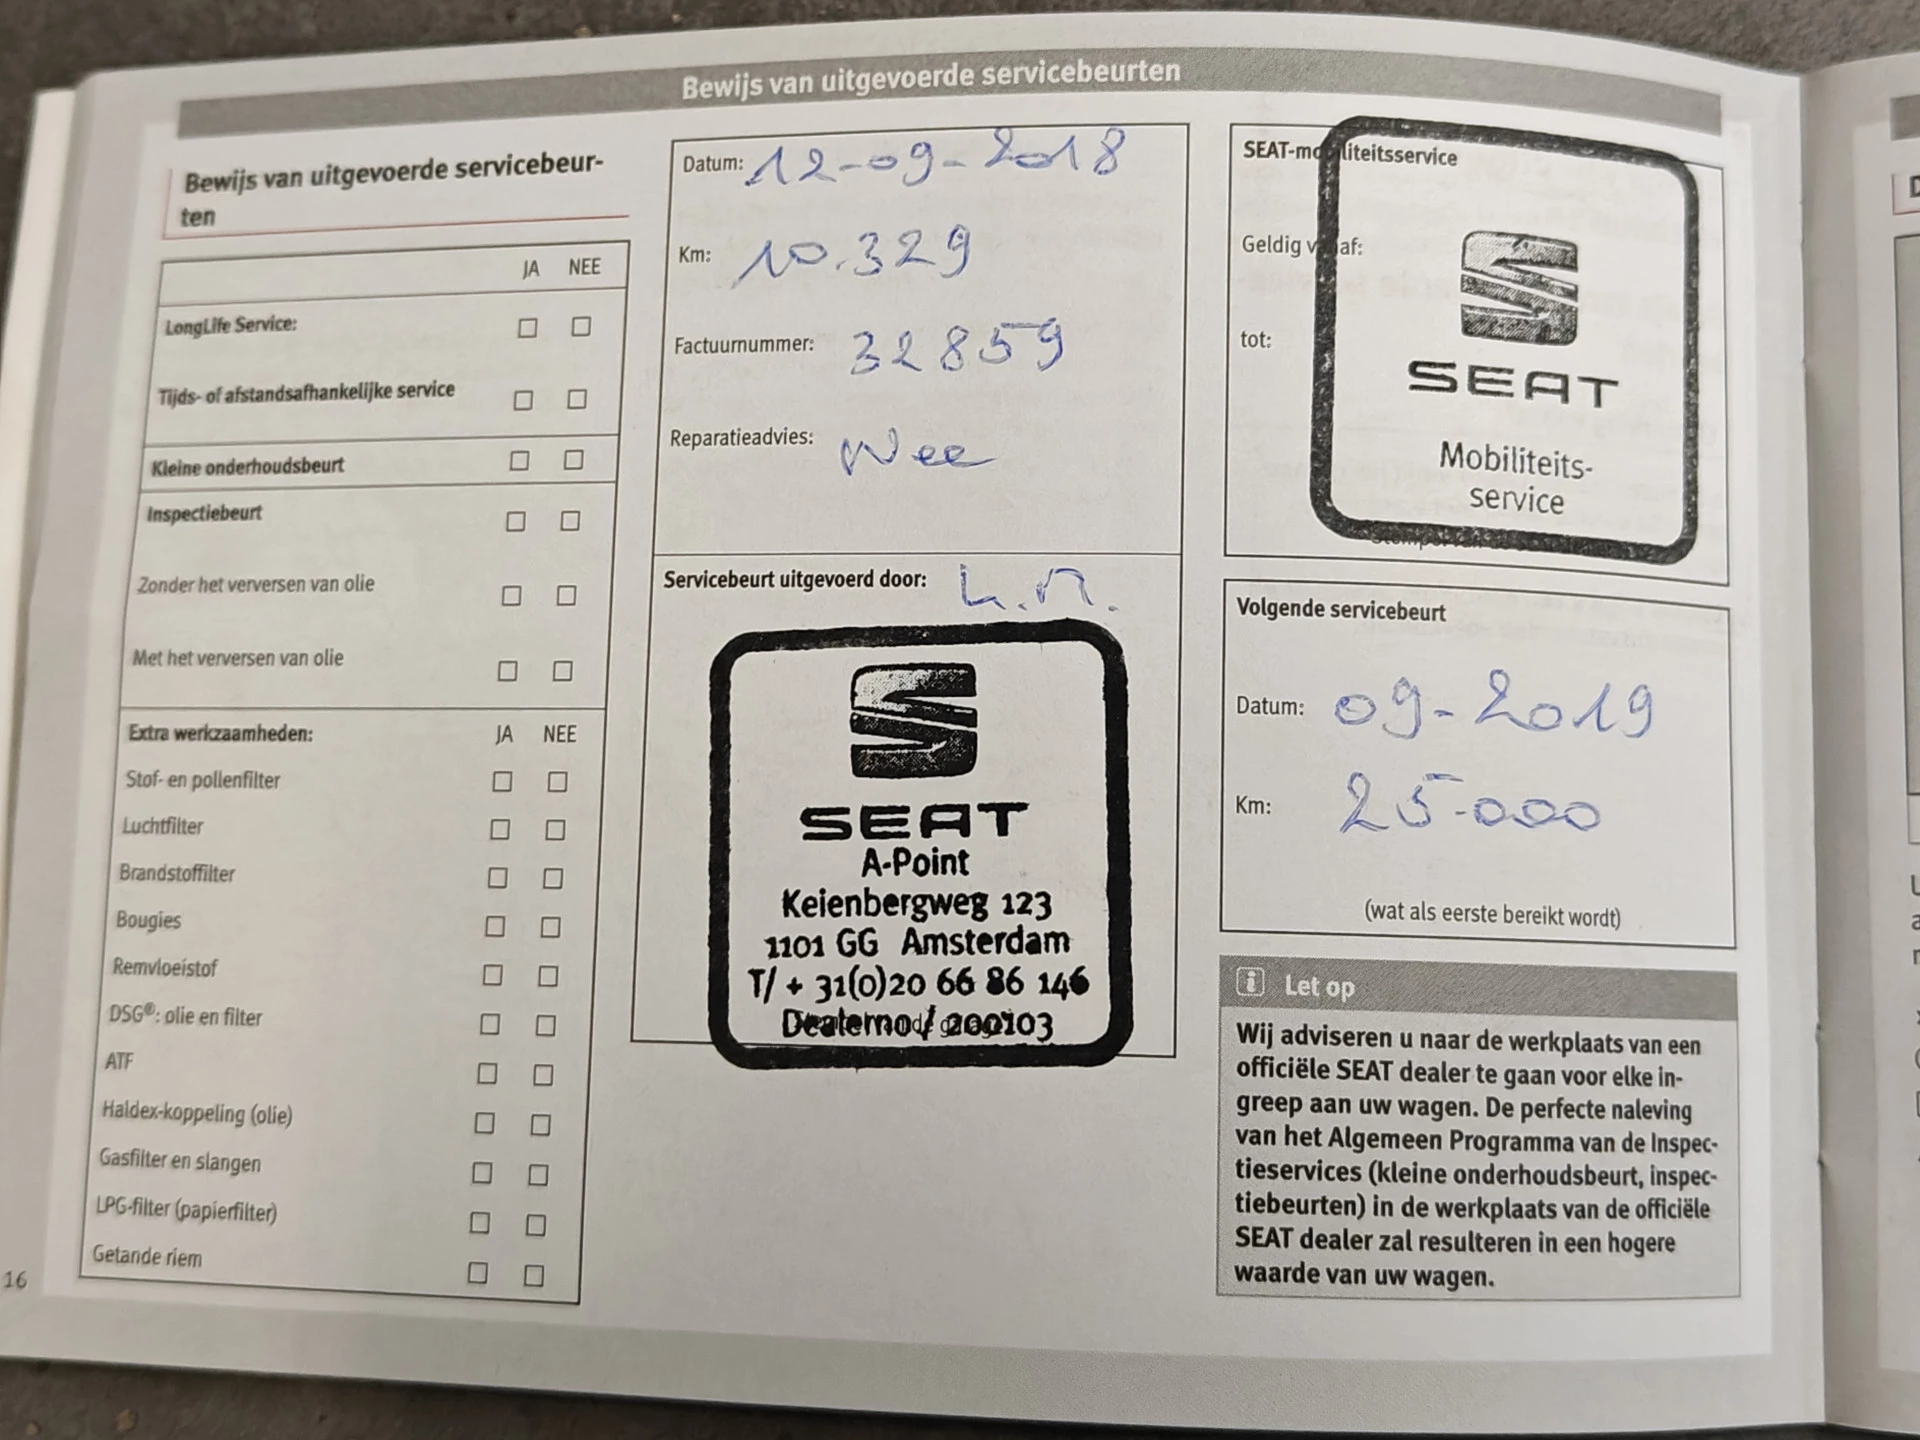 Bewijs van uitgevoerde servicebeurten
Bewijs van uitgevoerde servicebeur-
ten
JA NEE
LongLife Service:
Tijds- of afstandsafhankelijke service
Kleine onderhoudsbeurt
Inspectiebeurt
Zonder het verversen van olie
Met het verversen van olie
Extra werkzaamheden: JA NEE
Stof- en pollenfilter
Luchtfilter
Brandstoffilter
Bougies
Remvloeistof
DSG®: olie en filter
ATF
Haldex-koppeling (olie)
Gasfilter en slangen
LPG-filter (papierfilter)
Getande riem
16
Datum: 12-09-2018
Km: 10.329
Factuurnummer: 32859
Reparatieadvies: Nee
Servicebeurt uitgevoerd door:
SEAT
A-Point
Keienbergweg 123
1101 GG Amsterdam
T/ + 31(0)20 66 86 146
Dealerno / 200103
SEAT-mobiliteitsservice
Geldig vanaf:
tot:
SEAT
Mobiliteits-
service
Volgende servicebeurt
Datum: 09-2019
Km: 25.000
(wat als eerste bereikt wordt)
i Let op
Wij adviseren u naar de werkplaats van een
officiële SEAT dealer te gaan voor elke in-
greep aan uw wagen. De perfecte naleving
van het Algemeen Programma van de Inspec-
tieservices (kleine onderhoudsbeurt, inspec-
tiebeurten) in de werkplaats van de officiële
SEAT dealer zal resulteren in een hogere
waarde van uw wagen.